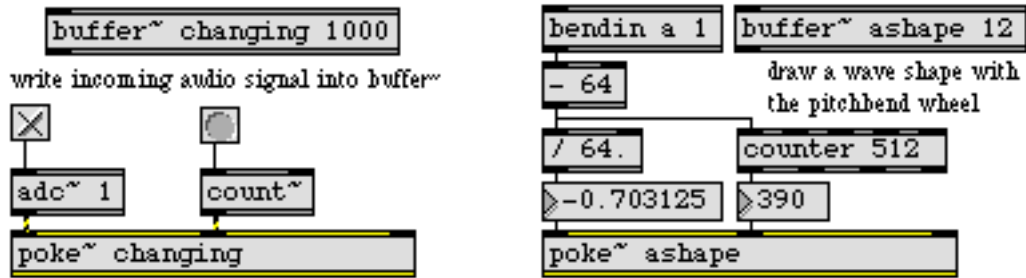 buffer~ changing 1000
write incoming audio signal into buffer~
adc~ 1
count~
poke~ changing
bendin a 1
buffer~ ashape 12
- 64
draw a wave shape with
the pitchbend wheel
/ 64.
counter 512
-0.703125
390
poke~ ashape